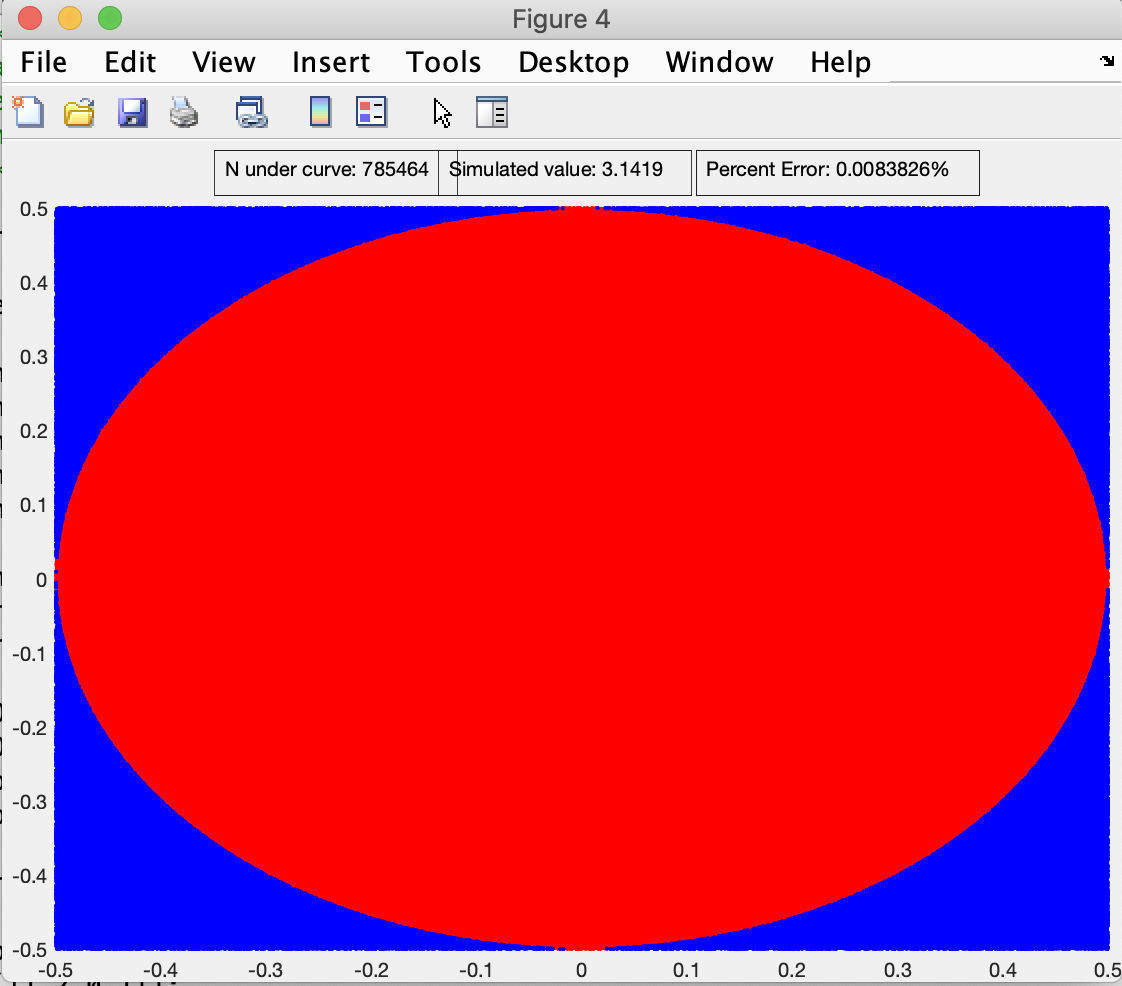 Figure 4
File Edit View Insert Tools Desktop Window Help
N under curve: 785464 Simulated value: 3.1419 Percent Error: 0.0083826%
0.5
0.4
0.3
0.2
0.1
0
-0.1
-0.2
-0.3
-0.4
-0.5
-0.5 -0.4 -0.3 -0.2 -0.1 0 0.1 0.2 0.3 0.4 0.5